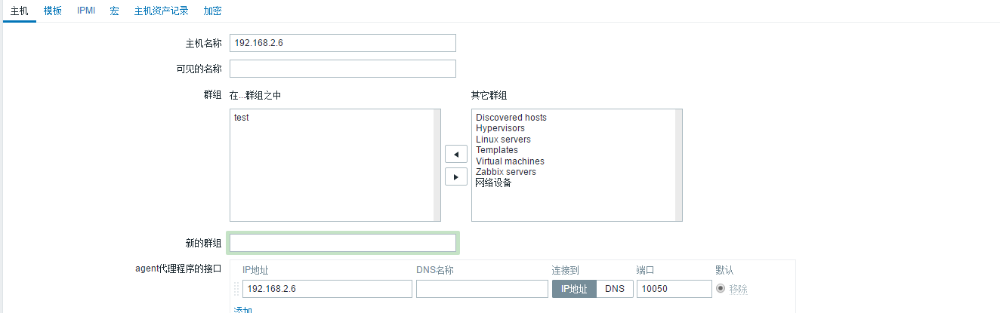 主机 模板 IPMI 宏 主机资产记录 加密
主机名称 192.168.2.6
可见的名称
群组 在...群组之中 其它群组
test
Discovered hosts
Hypervisors
Linux servers
Templates
Virtual machines
Zabbix servers
网络设备
新的群组
agent代理程序的接口 IP地址 DNS名称 连接到 端口 默认
192.168.2.6 IP地址 DNS 10050 移除
添加